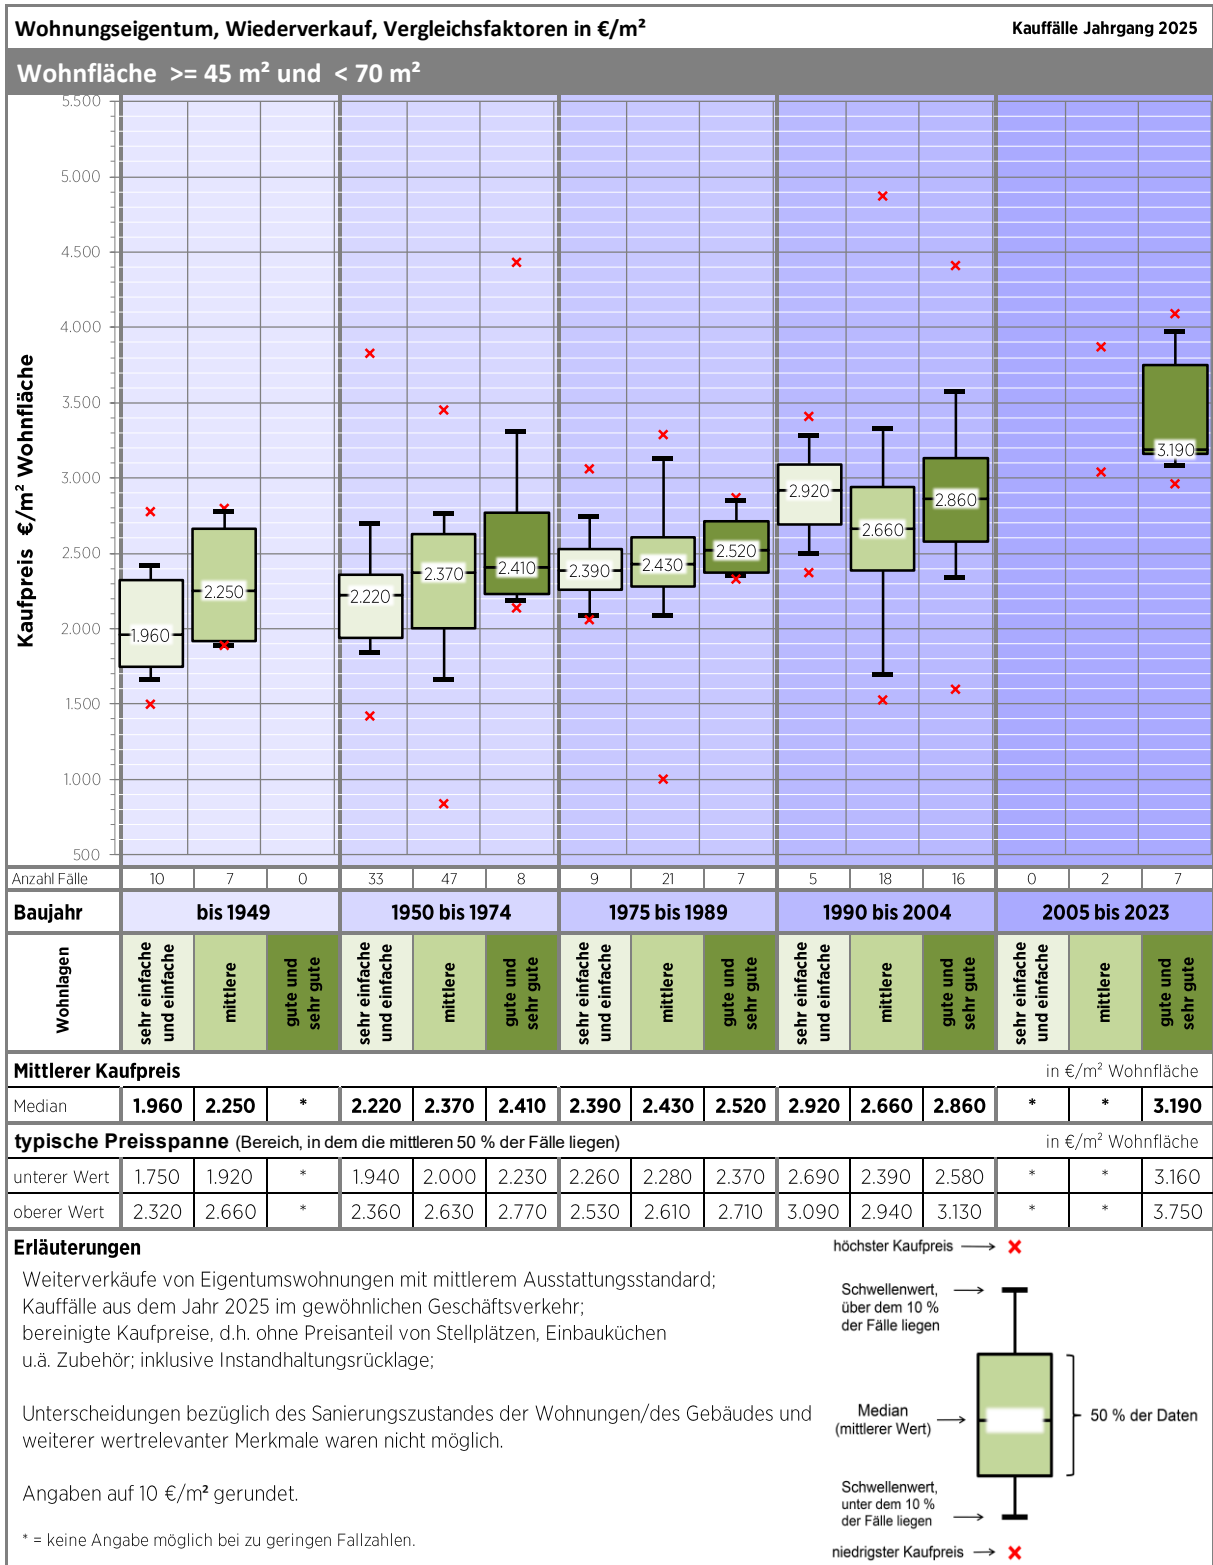 Wohnungseigentum, Wiederverkauf, Vergleichsfaktoren in €/m² Kauffälle Jahrgang 2025
Wohnfläche >= 45 m² und < 70 m²
Kaufpreis €/m² Wohnfläche
5.500
5.000
4.500
4.000
3.500
3.000
2.500
2.000
1.500
1.000
500
1.960
2.250
2.220
2.370
2.410
2.390
2.430
2.520
2.920
2.660
2.860
3.190
Anzahl Fälle 10 7 0 33 47 8 9 21 7 5 18 16 0 2 7
Baujahr bis 1949 1950 bis 1974 1975 bis 1989 1990 bis 2004 2005 bis 2023
Wohnlagen
sehr einfache
und einfache
mittlere
gute und
sehr gute
sehr einfache
und einfache
mittlere
gute und
sehr gute
sehr einfache
und einfache
mittlere
gute und
sehr gute
sehr einfache
und einfache
mittlere
gute und
sehr gute
sehr einfache
und einfache
mittlere
gute und
sehr gute
Mittlerer Kaufpreis in €/m² Wohnfläche
Median 1.960 2.250 * 2.220 2.370 2.410 2.390 2.430 2.520 2.920 2.660 2.860 * * 3.190
typische Preisspanne (Bereich, in dem die mittleren 50 % der Fälle liegen) in €/m² Wohnfläche
unterer Wert 1.750 1.920 * 1.940 2.000 2.230 2.260 2.280 2.370 2.690 2.390 2.580 * * 3.160
oberer Wert 2.320 2.660 * 2.360 2.630 2.770 2.530 2.610 2.710 3.090 2.940 3.130 * * 3.750
Erläuterungen
Weiterverkäufe von Eigentumswohnungen mit mittlerem Ausstattungsstandard;
Kauffälle aus dem Jahr 2025 im gewöhnlichen Geschäftsverkehr;
bereinigte Kaufpreise, d.h. ohne Preisanteil von Stellplätzen, Einbauküchen
u.ä. Zubehör; inklusive Instandhaltungsrücklage;
Unterscheidungen bezüglich des Sanierungszustandes der Wohnungen/des Gebäudes und
weiterer wertrelevanter Merkmale waren nicht möglich.
Angaben auf 10 €/m² gerundet.
* = keine Angabe möglich bei zu geringen Fallzahlen.
höchster Kaufpreis
Schwellenwert,
über dem 10 %
der Fälle liegen
Median
(mittlerer Wert)
50 % der Daten
Schwellenwert,
unter dem 10 %
der Fälle liegen
niedrigster Kaufpreis